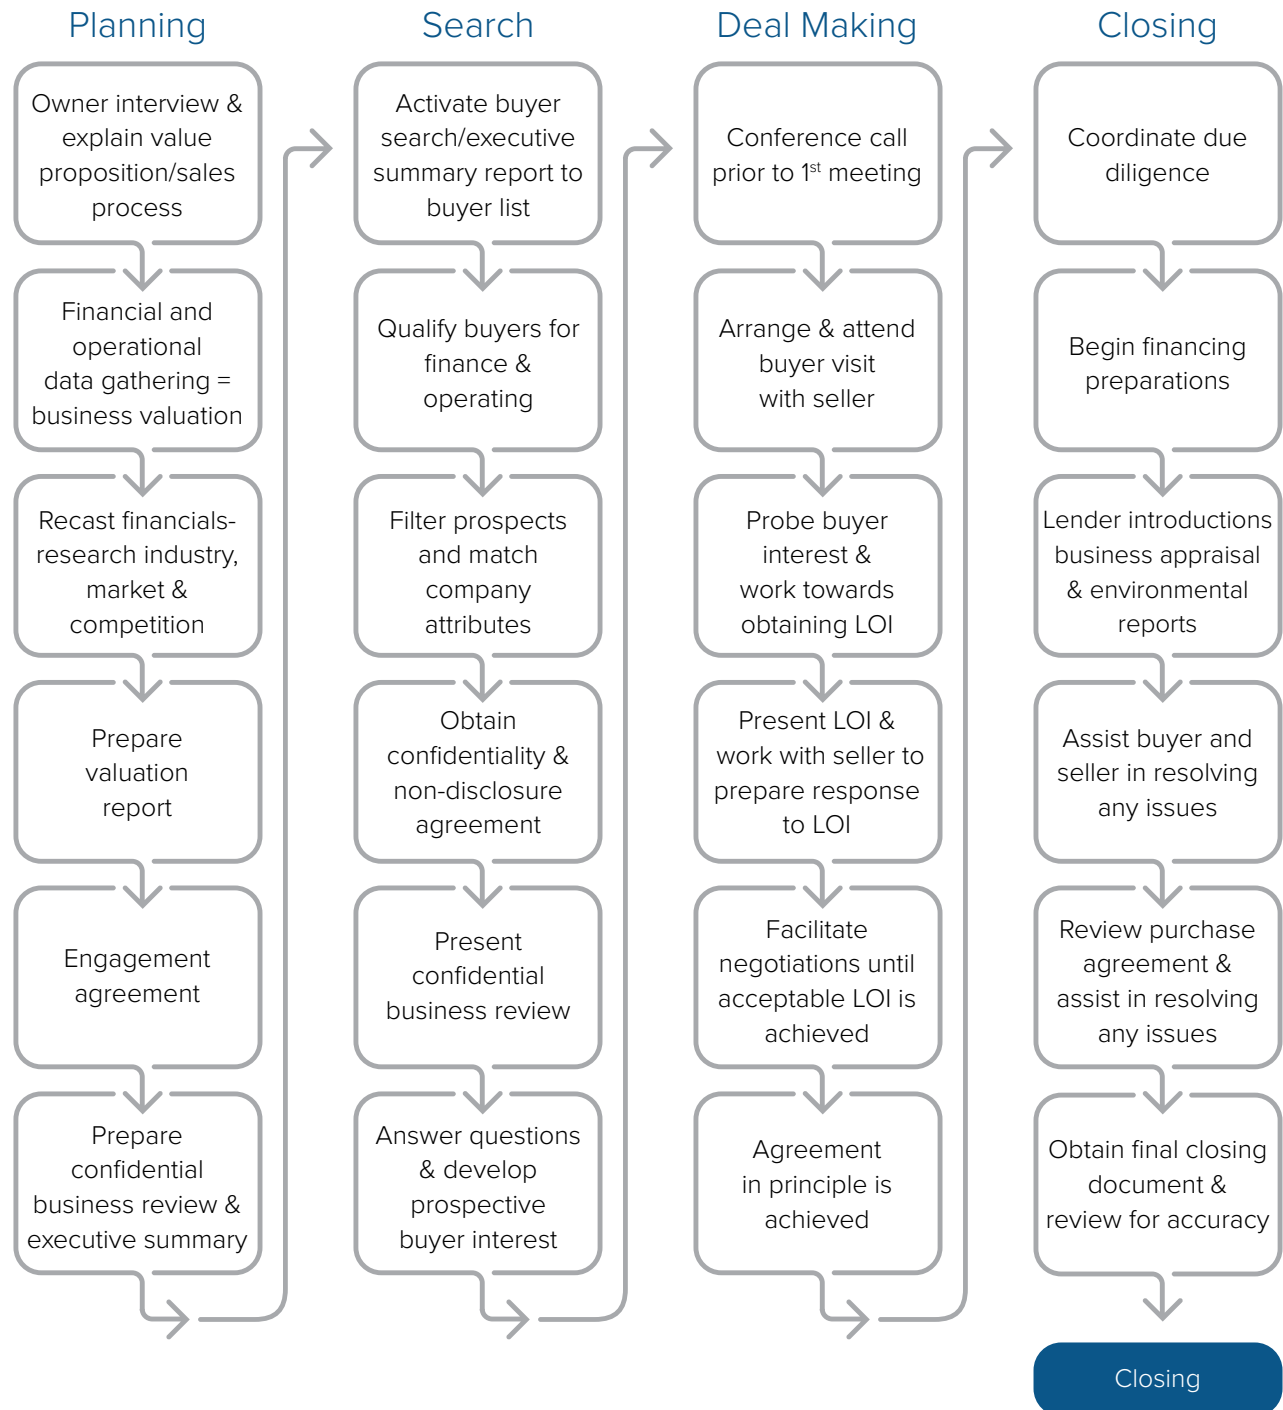 Planning
Owner interview &
explain value
proposition/sales
process
Financial and
operational
data gathering =
business valuation
Recast financials-
research industry,
market &
competition
Prepare
valuation
report
Engagement
agreement
Prepare
confidential
business review &
executive summary
Search
Activate buyer
search/executive
summary report to
buyer list
Qualify buyers for
finance &
operating
Filter prospects
and match
company
attributes
Obtain
confidentiality &
non-disclosure
agreement
Present
confidential
business review
Answer questions
& develop
prospective
buyer interest
Deal Making
Conference call
prior to 1st meeting
Arrange & attend
buyer visit
with seller
Probe buyer
interest &
work towards
obtaining LOI
Present LOI &
work with seller to
prepare response
to LOI
Facilitate
negotiations until
acceptable LOI is
achieved
Agreement
in principle is
achieved
Closing
Coordinate due
diligence
Begin financing
preparations
Lender introductions
business appraisal
& environmental
reports
Assist buyer and
seller in resolving
any issues
Review purchase
agreement &
assist in resolving
any issues
Obtain final closing
document &
review for accuracy
Closing